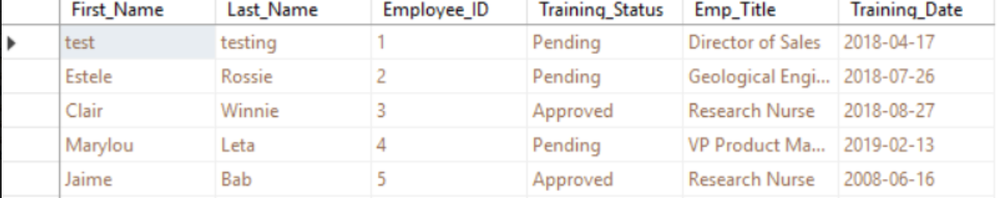 First_Name Last_Name Employee_ID Training_Status Emp_Title Training_Date
test testing 1 Pending Director of Sales 2018-04-17
Estele Rossie 2 Pending Geological Engi... 2018-07-26
Clair Winnie 3 Approved Research Nurse 2018-08-27
Marylou Leta 4 Pending VP Product Ma... 2019-02-13
Jaime Bab 5 Approved Research Nurse 2008-06-16